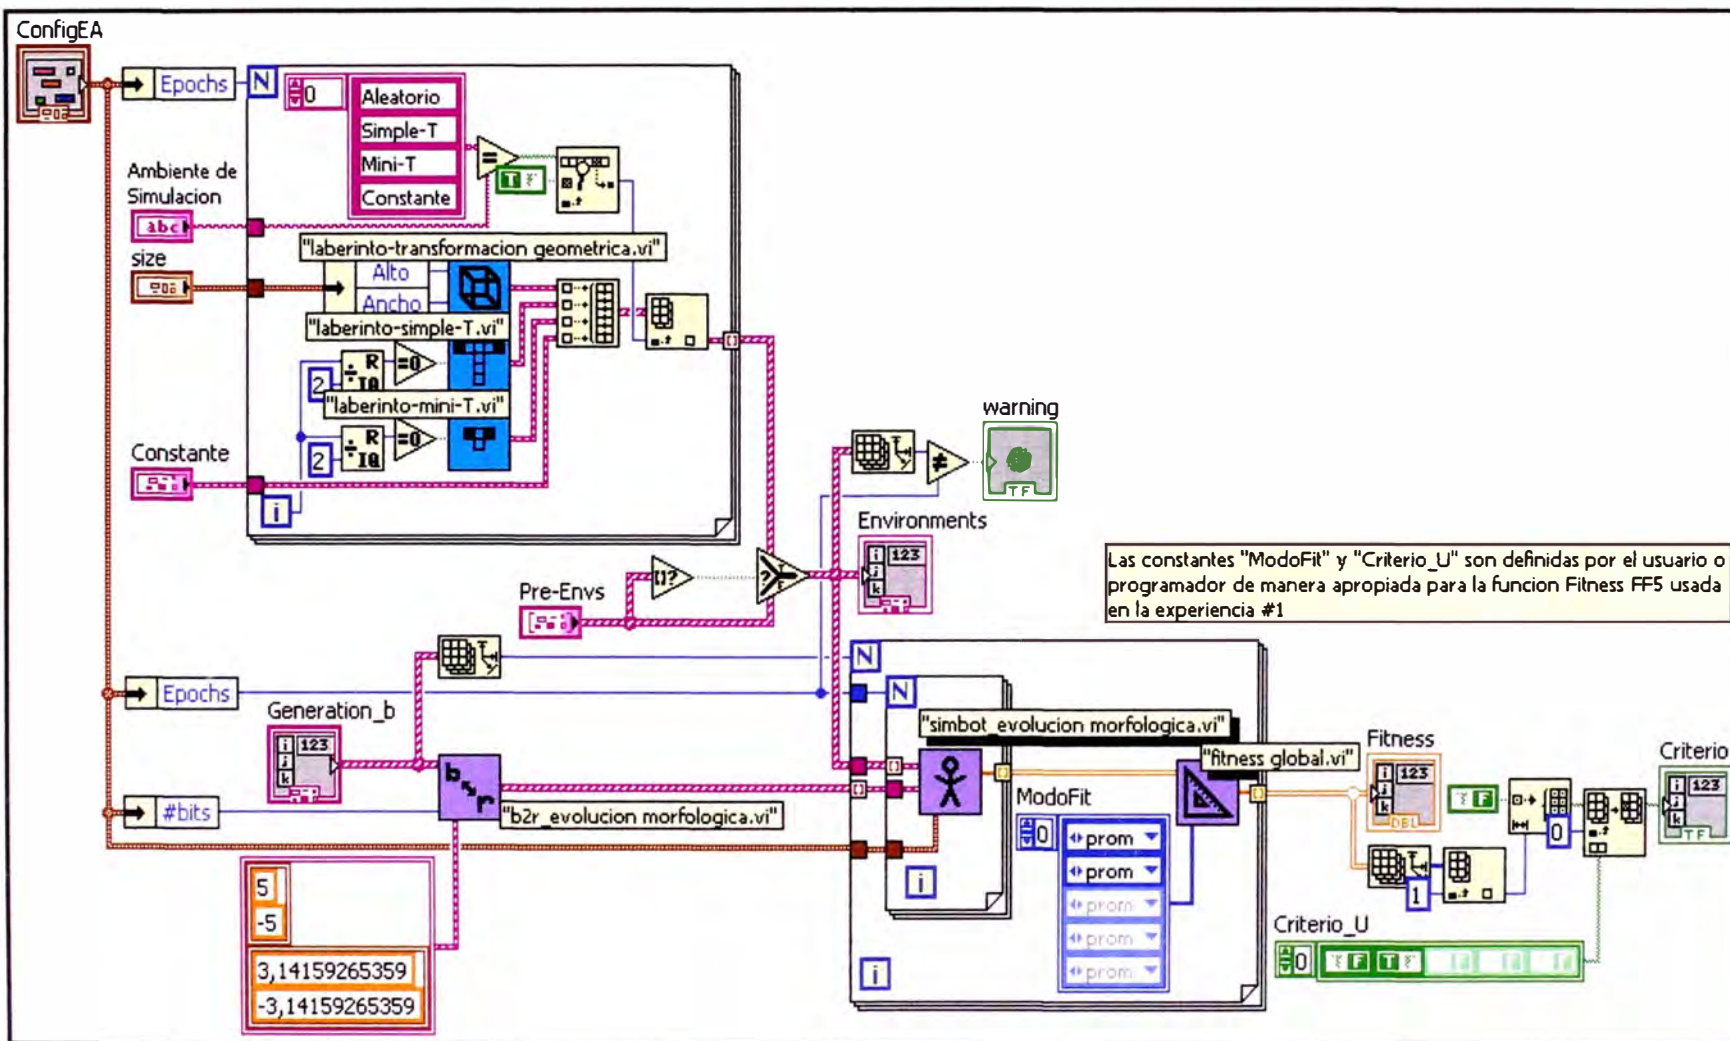 ConfigEA
Epochs
N
0
Aleatorio
Simple-T
Mini-T
Constante
=
T F
Ambiente de
Simulacion
abc
"laberinto-transformacion geometrica.vi"
size
Alto
Ancho
"laberinto-simple-T.vi"
R
IQ
=0
2
"laberinto-mini-T.vi"
R
IQ
=0
2
Constante
i
warning
TF
≠
Environments
i
j
k
123
[]?
?
T
F
Pre-Envs
Las constantes "ModoFit" y "Criterio_U" son definidas por el usuario o
programador de manera apropiada para la funcion Fitness FF5 usada
en la experiencia #1
N
Epochs
N
Generation_b
i
j
k
123
"simbot_evolucion morfologica.vi"
"fitness global.vi"
Fitness
i
j
k
123
DBL
Criterio
i
j
k
123
TF
b
r
#bits
"b2r_evolucion morfologica.vi"
ModoFit
0
prom
prom
prom
prom
prom
T F
0
1
i
5
-5
3,14159265359
-3,14159265359
Criterio_U
0
T F T F
i